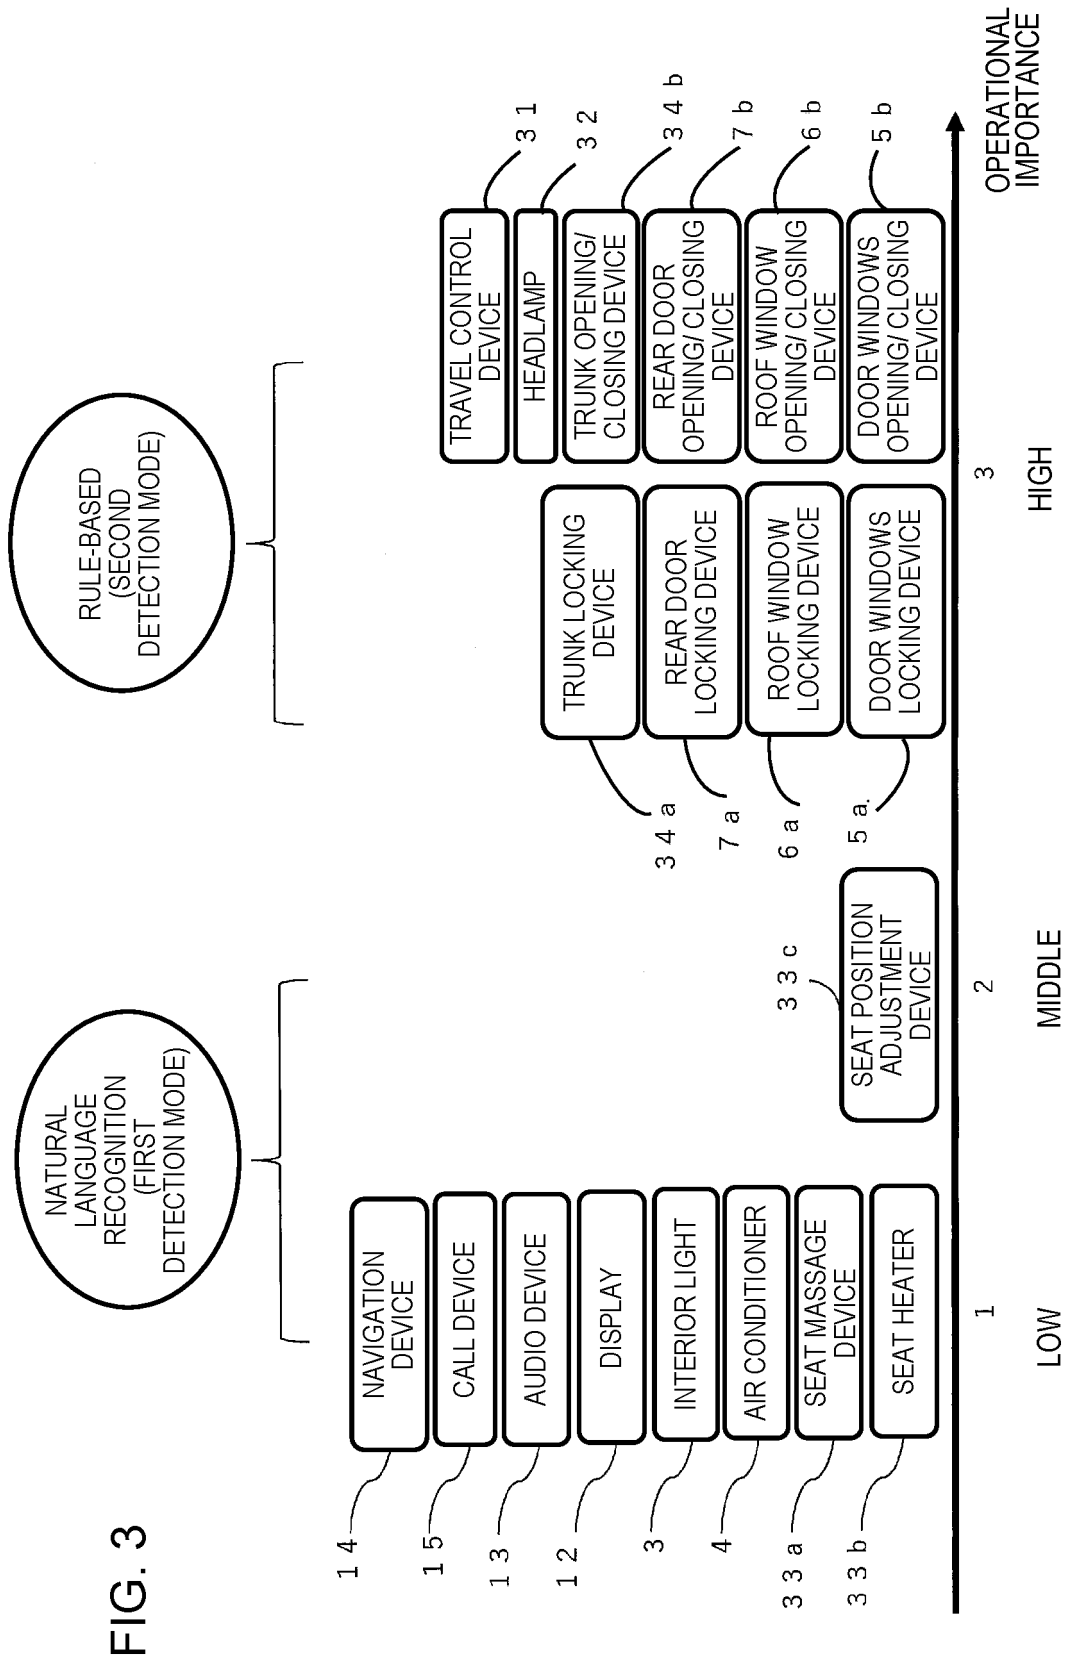 FIG. 3
NATURAL
LANGUAGE
RECOGNITION
(FIRST
DETECTION MODE)
RULE-BASED
(SECOND
DETECTION MODE)
14
NAVIGATION
DEVICE
15
CALL DEVICE
13
AUDIO DEVICE
12
DISPLAY
3
INTERIOR LIGHT
4
AIR CONDITIONER
33a
SEAT MASSAGE
DEVICE
33b
SEAT HEATER
33c
SEAT POSITION
ADJUSTMENT
DEVICE
34a
TRUNK LOCKING
DEVICE
7a
REAR DOOR
LOCKING DEVICE
6a
ROOF WINDOW
LOCKING DEVICE
5a.
DOOR WINDOWS
LOCKING DEVICE
TRAVEL CONTROL
DEVICE
31
HEADLAMP
32
TRUNK OPENING/
CLOSING DEVICE
34b
REAR DOOR
OPENING/CLOSING
DEVICE
7b
ROOF WINDOW
OPENING/CLOSING
DEVICE
6b
DOOR WINDOWS
OPENING/CLOSING
DEVICE
5b
1
2
3
LOW
MIDDLE
HIGH
OPERATIONAL
IMPORTANCE